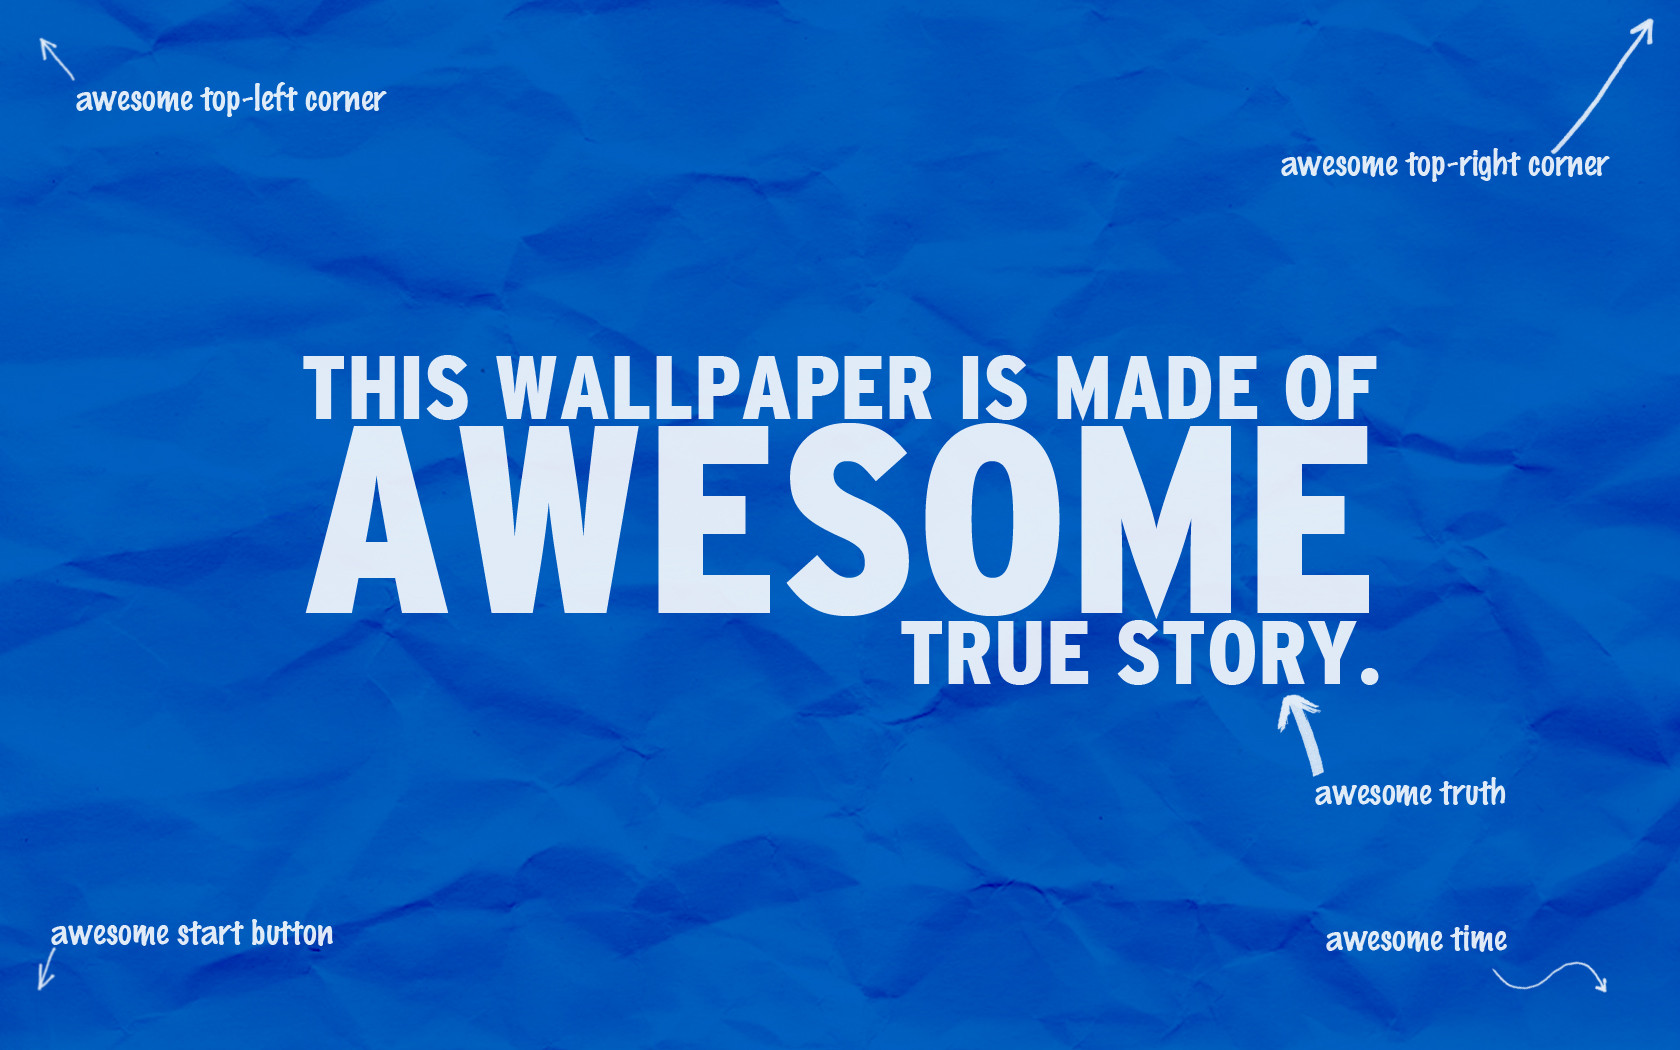 awesome top-left corner
awesome top-right corner
THIS WALLPAPER IS MADE OF
AWESOME
TRUE STORY.
awesome truth
awesome start button
awesome time